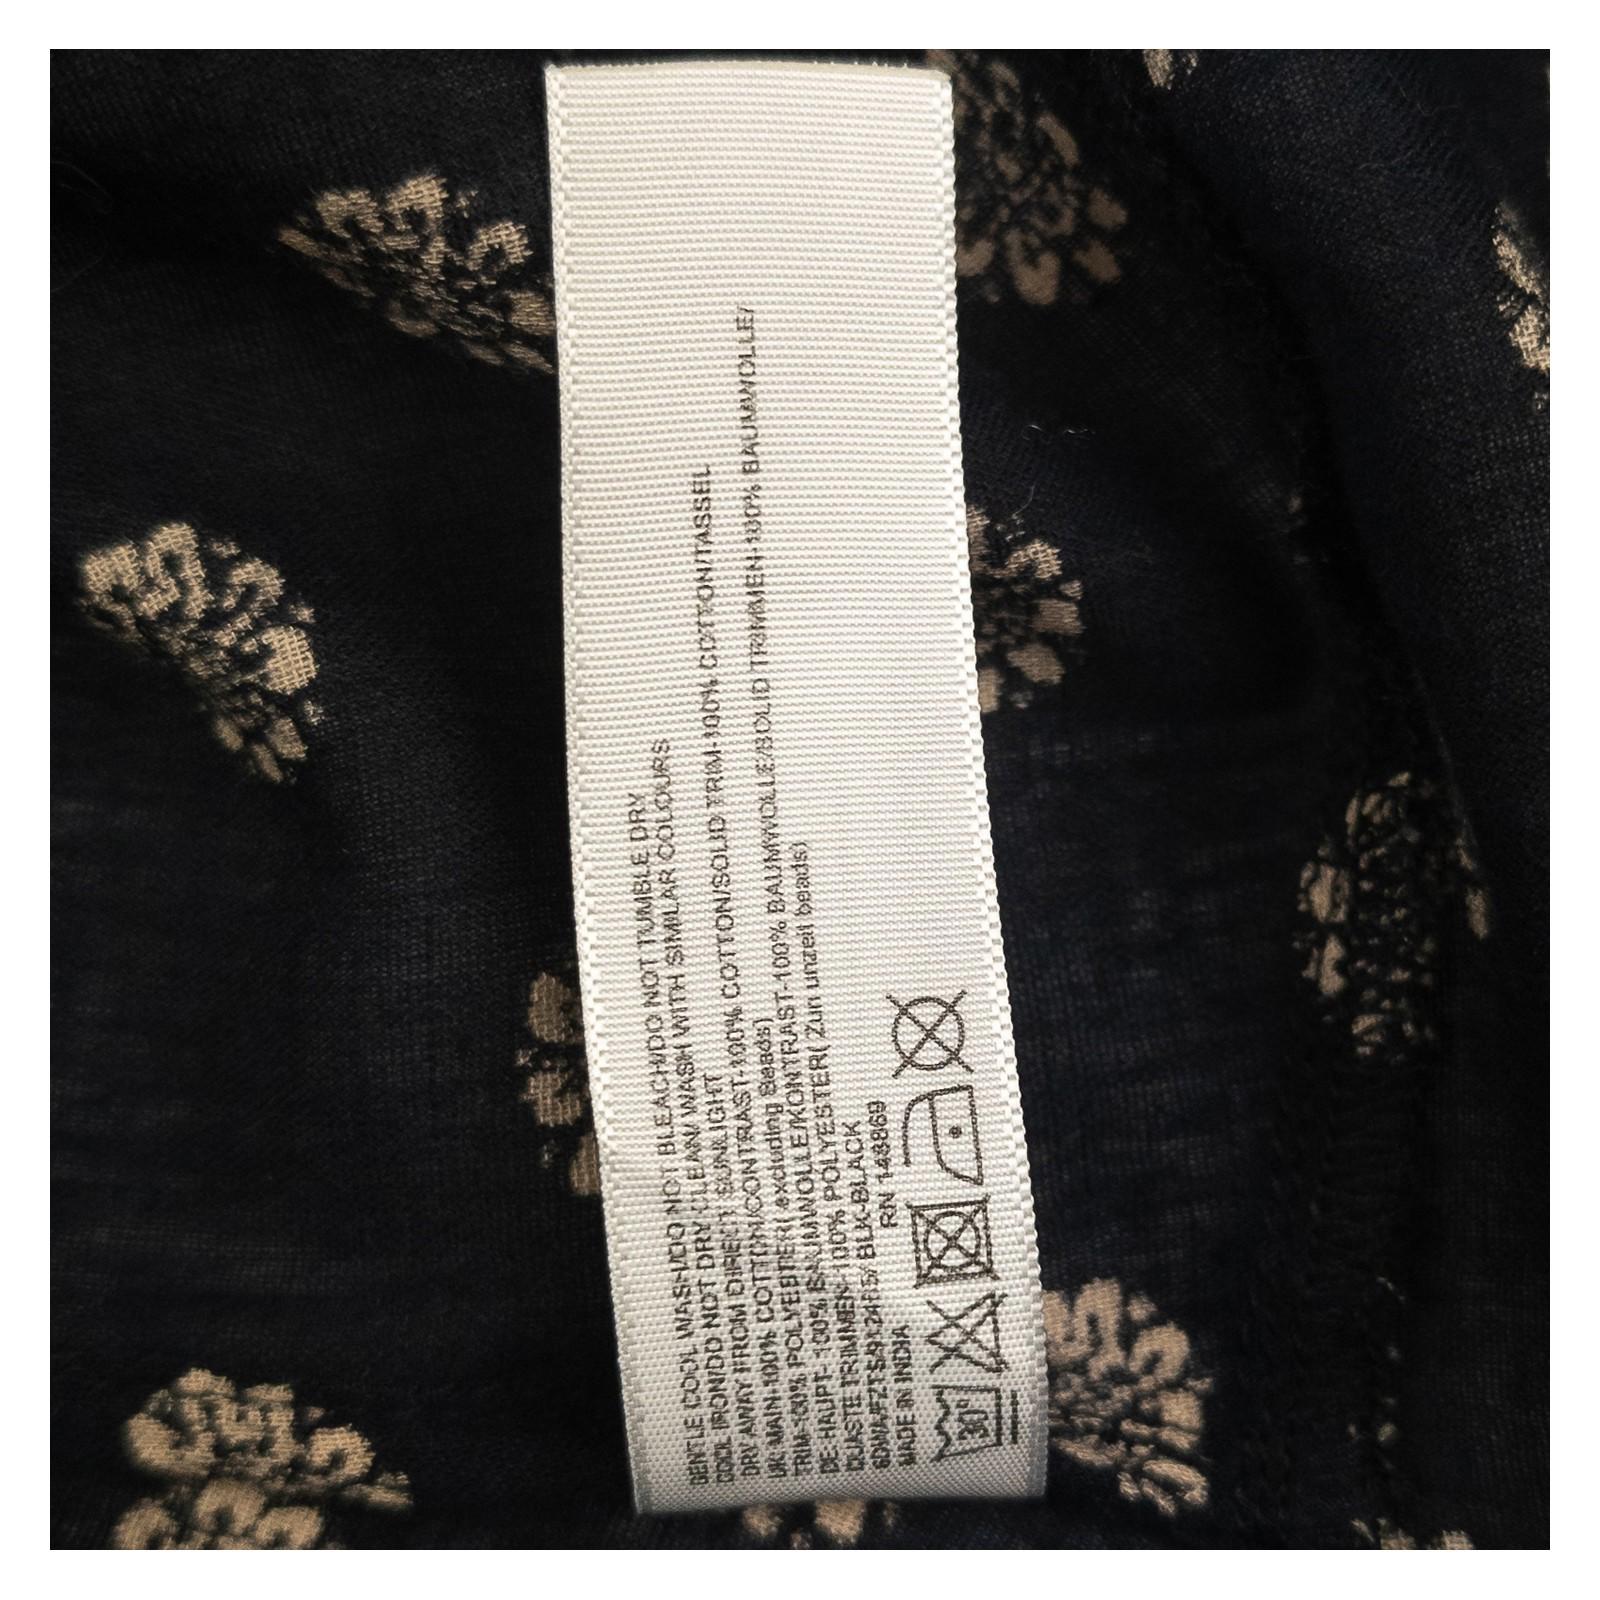 GENTLE COOL WASH/DO NOT BLEACH/DO NOT TUMBLE DRY
COOL IRON/DO NOT DRY CLEAN/ WASH WITH SIMILAR COLOURS
DRY AWAY FROM DIRECT SUNLIGHT
UK MAIN-100% COTTON/CONTRAST-100% COTTON/SOLID TRIM-100% COTTON/TASSEL
TRIM-100% POLYESTER( excluding Beads)
DE: HAUPT- 100% BAUMWOLLE/KONTRAST-100% BAUMWOLLE/SOLID TRIMMEN-100% BAUMWOLLE/
QUASTE TRIMMEN-100% POLYESTER( Zun unzeil beads)
BLK-BLACK
MADE IN INDIA RN 148869
30°